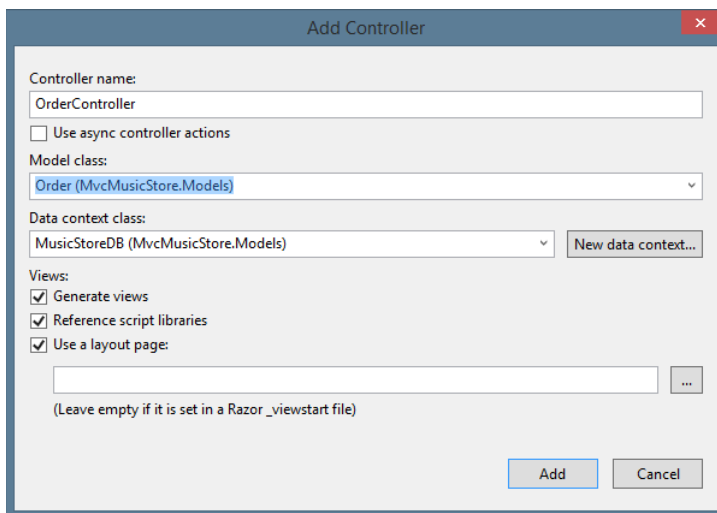 Add Controller
Controller name:
OrderController
Use async controller actions
Model class:
Order (MvcMusicStore.Models)
Data context class:
MusicStoreDB (MvcMusicStore.Models)
New data context...
Views:
Generate views
Reference script libraries
Use a layout page:
...
(Leave empty if it is set in a Razor _viewstart file)
Add
Cancel